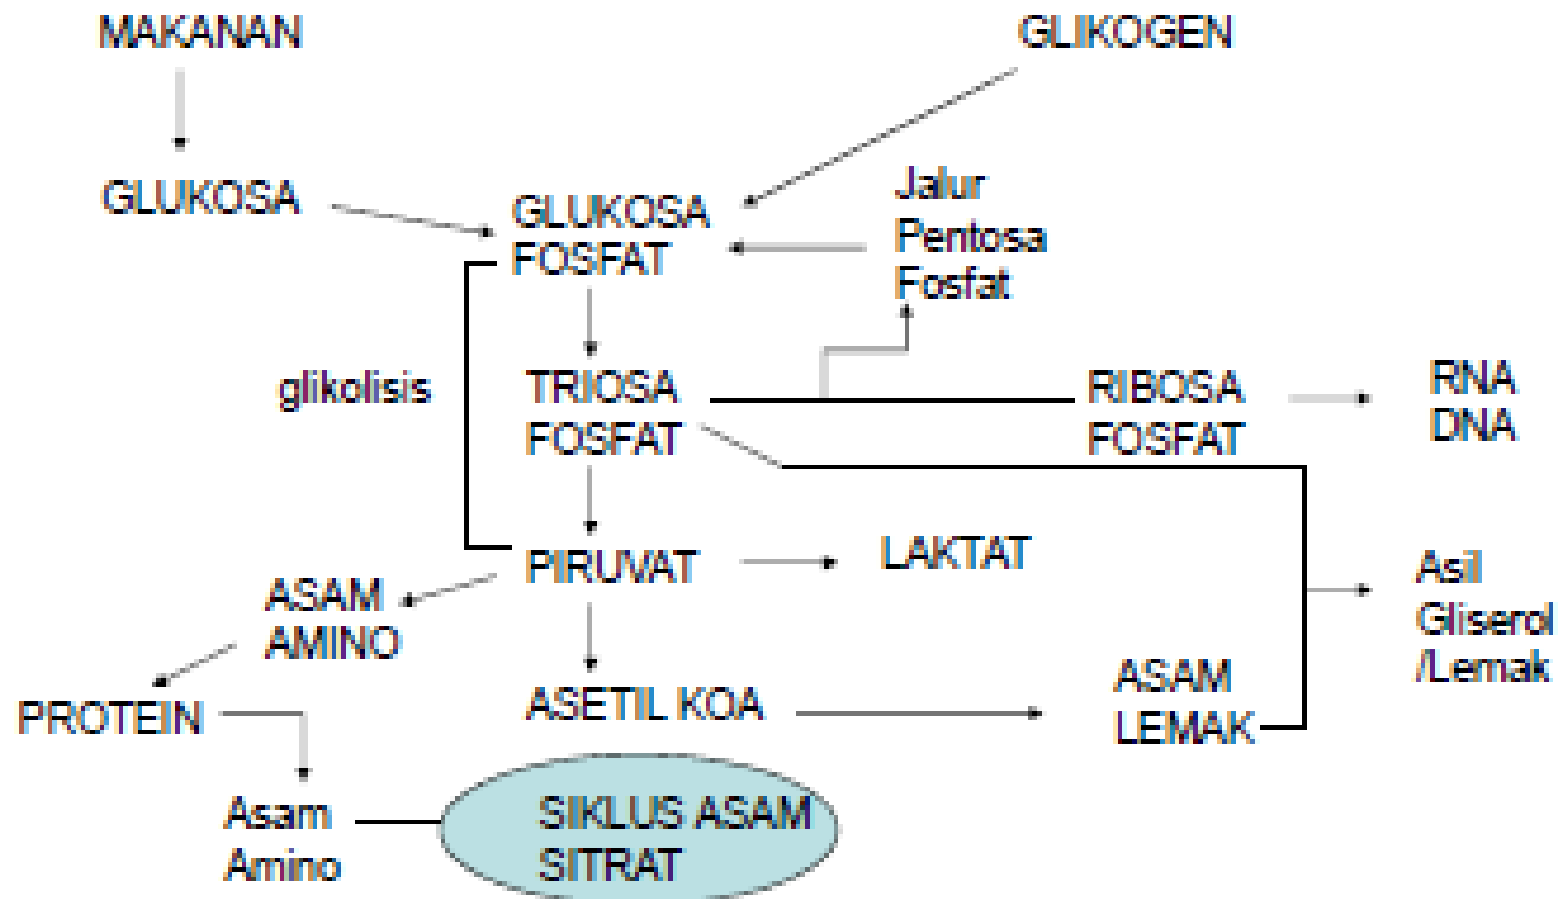 MAKANAN
GLIKOGEN
GLUKOSA
GLUKOSA
FOSFAT
Jalur
Pentosa
Fosfat
glikolisis
TRIOSA
FOSFAT
RIBOSA
FOSFAT
RNA
DNA
PIRUVAT
LAKTAT
ASAM
AMINO
Asil
Gliserol
/Lemak
PROTEIN
ASETIL KOA
ASAM
LEMAK
Asam
Amino
SIKLUS ASAM
SITRAT